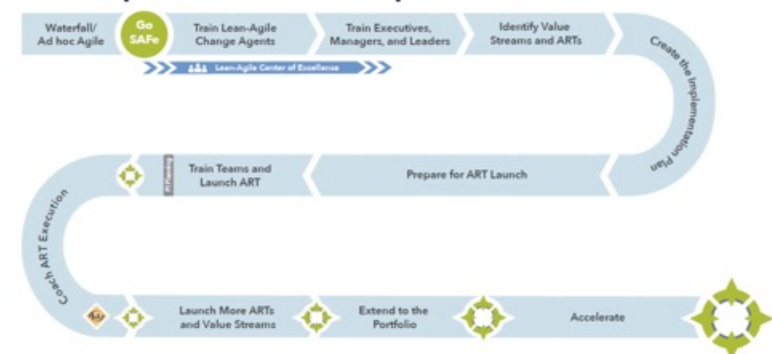 Waterfall/
Ad hoc Agile
Go
SAFe
Train Lean-Agile
Change Agents
Train Executives,
Managers, and Leaders
Identify Value
Streams and ARTs
Lean-Agile Center of Excellence
Create the Implementation Plan
Prepare for ART Launch
Train Teams and
Launch ART
PI Planning
Coach ART Execution
Launch More ARTs
and Value Streams
Extend to the
Portfolio
Accelerate